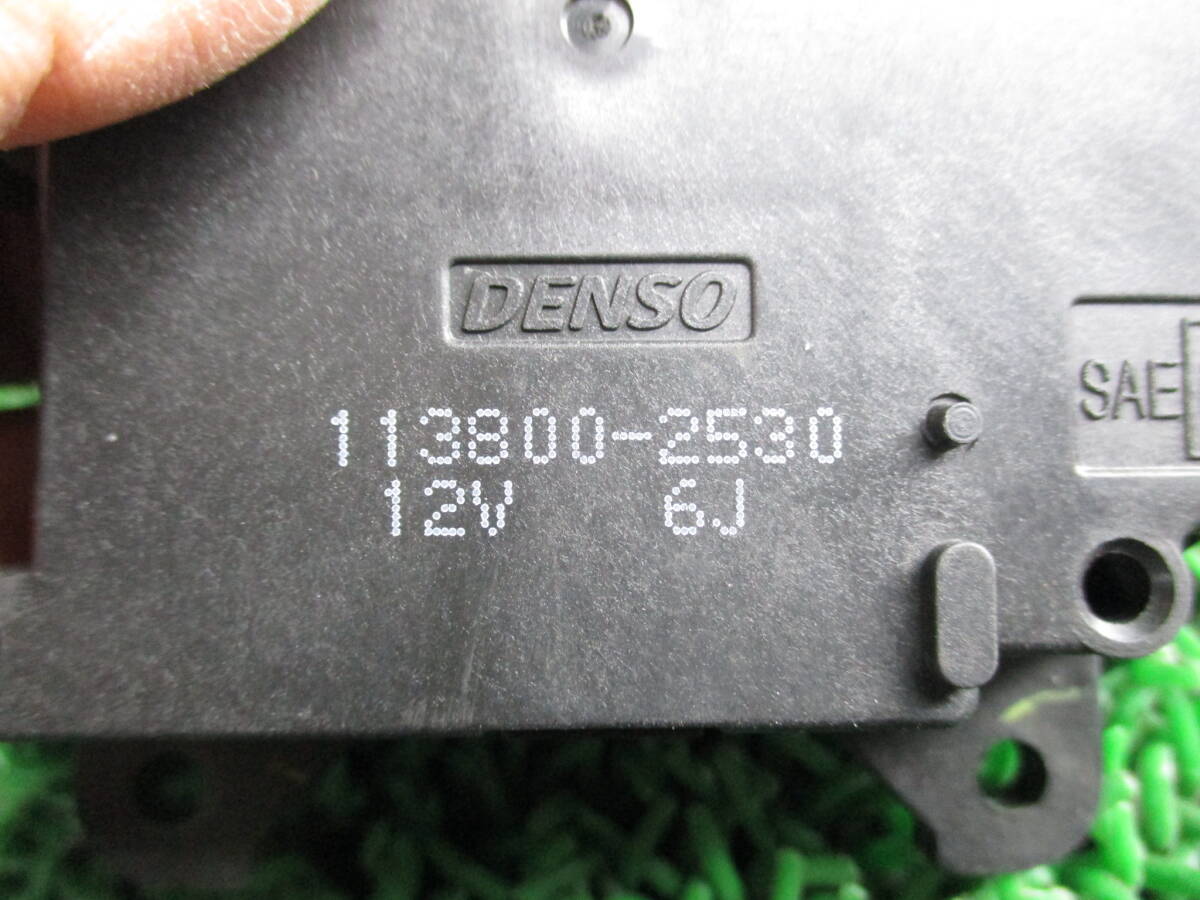 DENSO
SAE
113800-2530
12V 6J